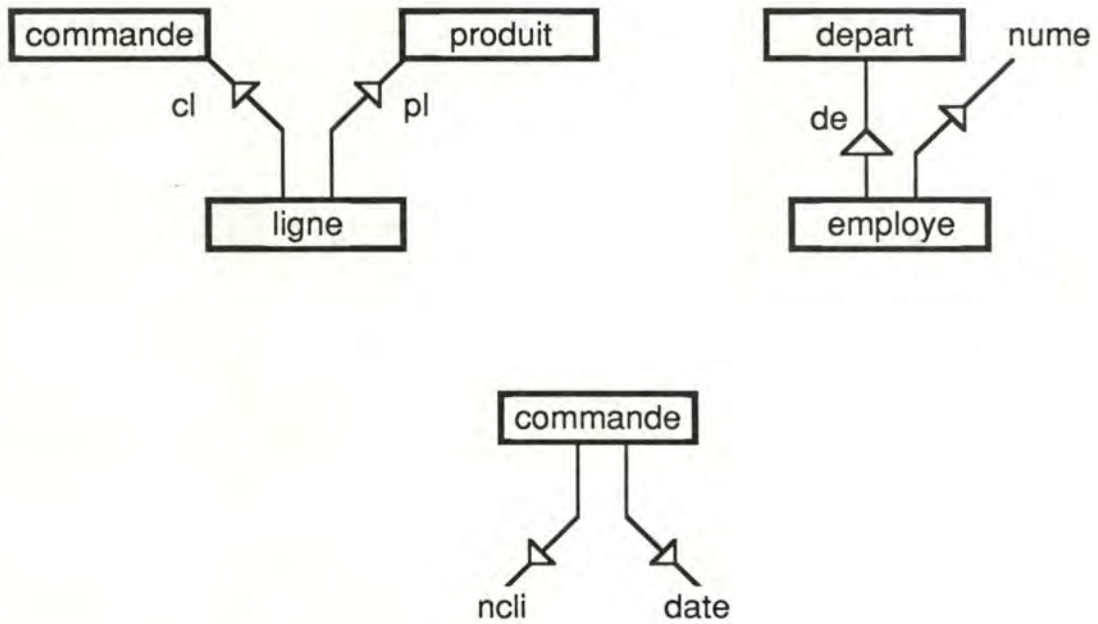 commande
produit
depart
nume
cl
pl
de
ligne
employe
commande
ncli
date